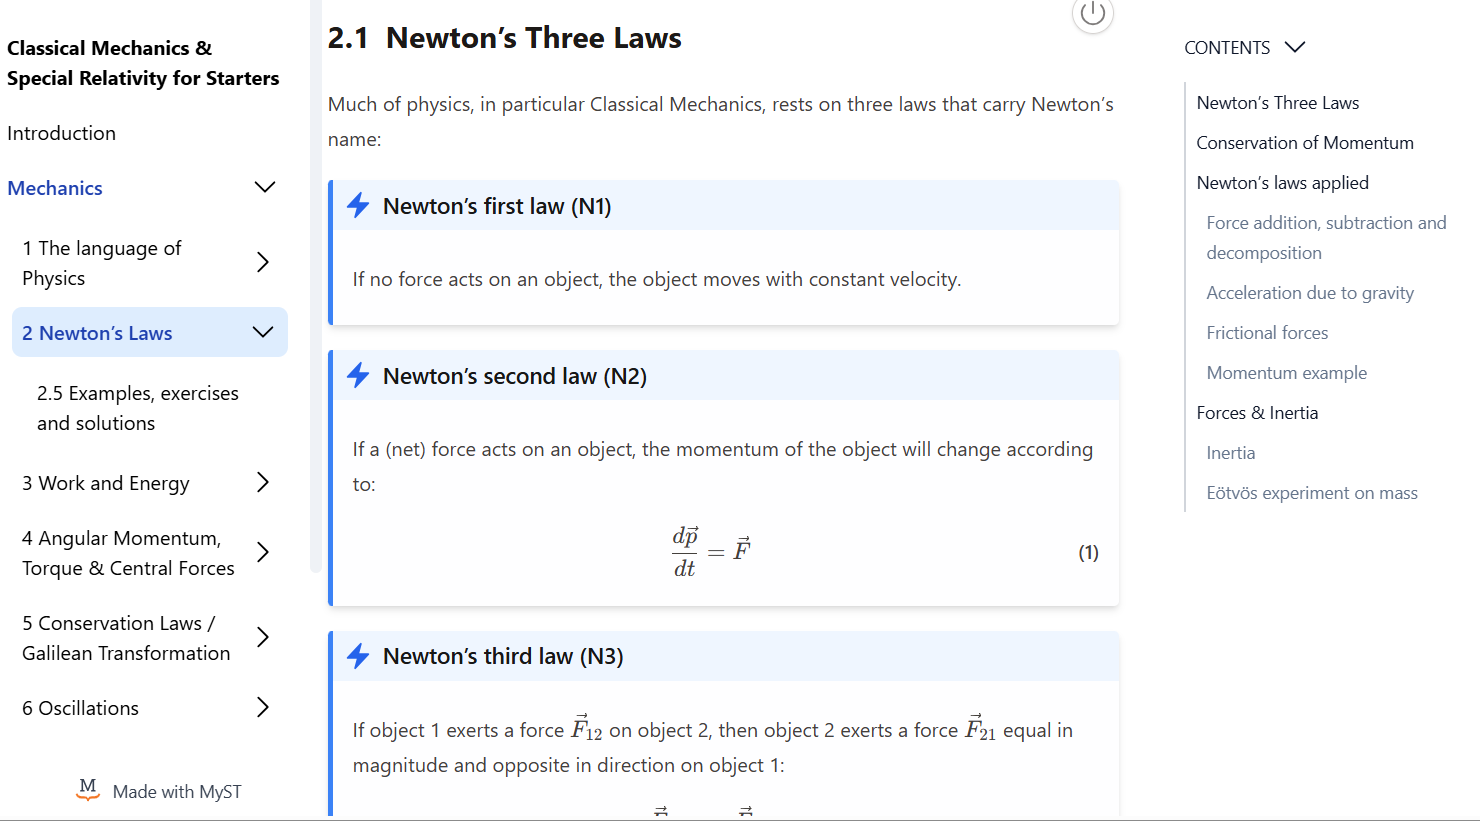 Classical Mechanics &
Special Relativity for Starters
Introduction
Mechanics
1 The language of
Physics
2 Newton's Laws
2.5 Examples, exercises
and solutions
3 Work and Energy
4 Angular Momentum,
Torque & Central Forces
5 Conservation Laws /
Galilean Transformation
6 Oscillations
M
Made with MyST
2.1 Newton's Three Laws
Much of physics, in particular Classical Mechanics, rests on three laws that carry Newton's
name:
Newton's first law (N1)
If no force acts on an object, the object moves with constant velocity.
Newton's second law (N2)
If a (net) force acts on an object, the momentum of the object will change according
to:
$\frac{d\vec{p}}{dt} = \vec{F}$ (1)
Newton's third law (N3)
If object 1 exerts a force $\vec{F}_{12}$ on object 2, then object 2 exerts a force $\vec{F}_{21}$ equal in
magnitude and opposite in direction on object 1:
CONTENTS
Newton's Three Laws
Conservation of Momentum
Newton's laws applied
Force addition, subtraction and
decomposition
Acceleration due to gravity
Frictional forces
Momentum example
Forces & Inertia
Inertia
Eötvös experiment on mass